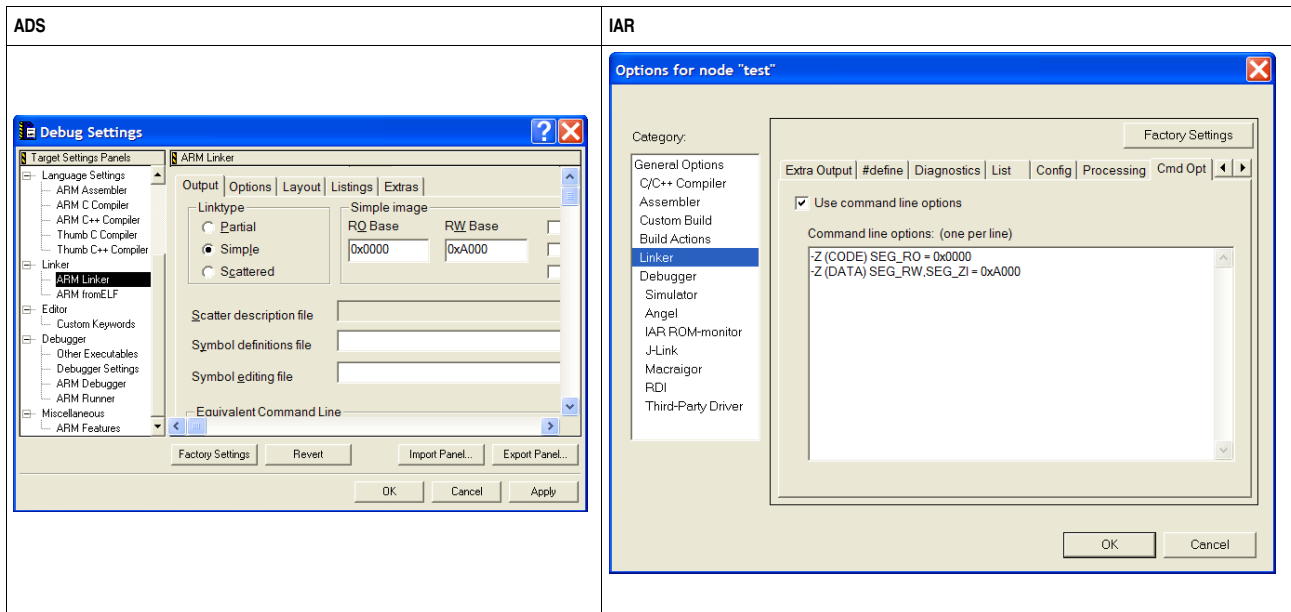 ADS
IAR
Debug Settings
Target Settings Panels
Language Settings
ARM Assembler
ARM C Compiler
ARM C++ Compiler
Thumb C Compiler
Thumb C++ Compiler
Linker
ARM Linker
ARM fromELF
Editor
Custom Keywords
Debugger
Other Executables
Debugger Settings
ARM Debugger
ARM Runner
Miscellaneous
ARM Features
ARM Linker
Output Options Layout Listings Extras
Linktype
Partial
Simple
Scattered
Simple image
RO Base RW Base
0x0000 0xA000
Scatter description file
Symbol definitions file
Symbol editing file
Equivalent Command Line
Factory Settings Revert Import Panel... Export Panel...
OK Cancel Apply
Options for node "test"
Category:
General Options
C/C++ Compiler
Assembler
Custom Build
Build Actions
Linker
Debugger
Simulator
Angel
IAR ROM-monitor
J-Link
Macraigor
RDI
Third-Party Driver
Factory Settings
Extra Output #define Diagnostics List Config Processing Cmd Opt
Use command line options
Command line options: (one per line)
-Z (CODE) SEG_RO = 0x0000
-Z (DATA) SEG_RW,SEG_ZI = 0xA000
OK Cancel